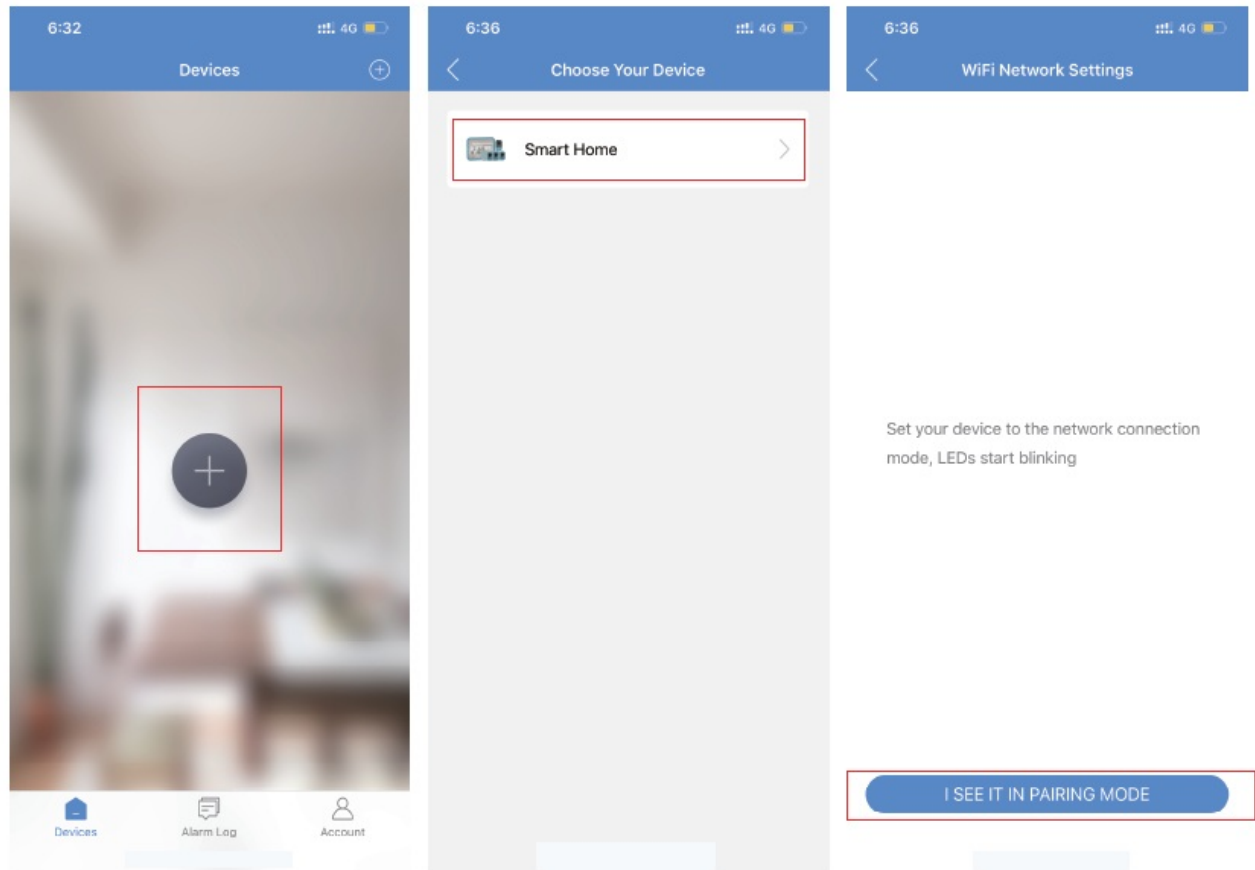 6:32
4G
Devices
Devices
Alarm Log
Account
6:36
4G
Choose Your Device
Smart Home
6:36
4G
WiFi Network Settings
Set your device to the network connection
mode, LEDs start blinking
I SEE IT IN PAIRING MODE